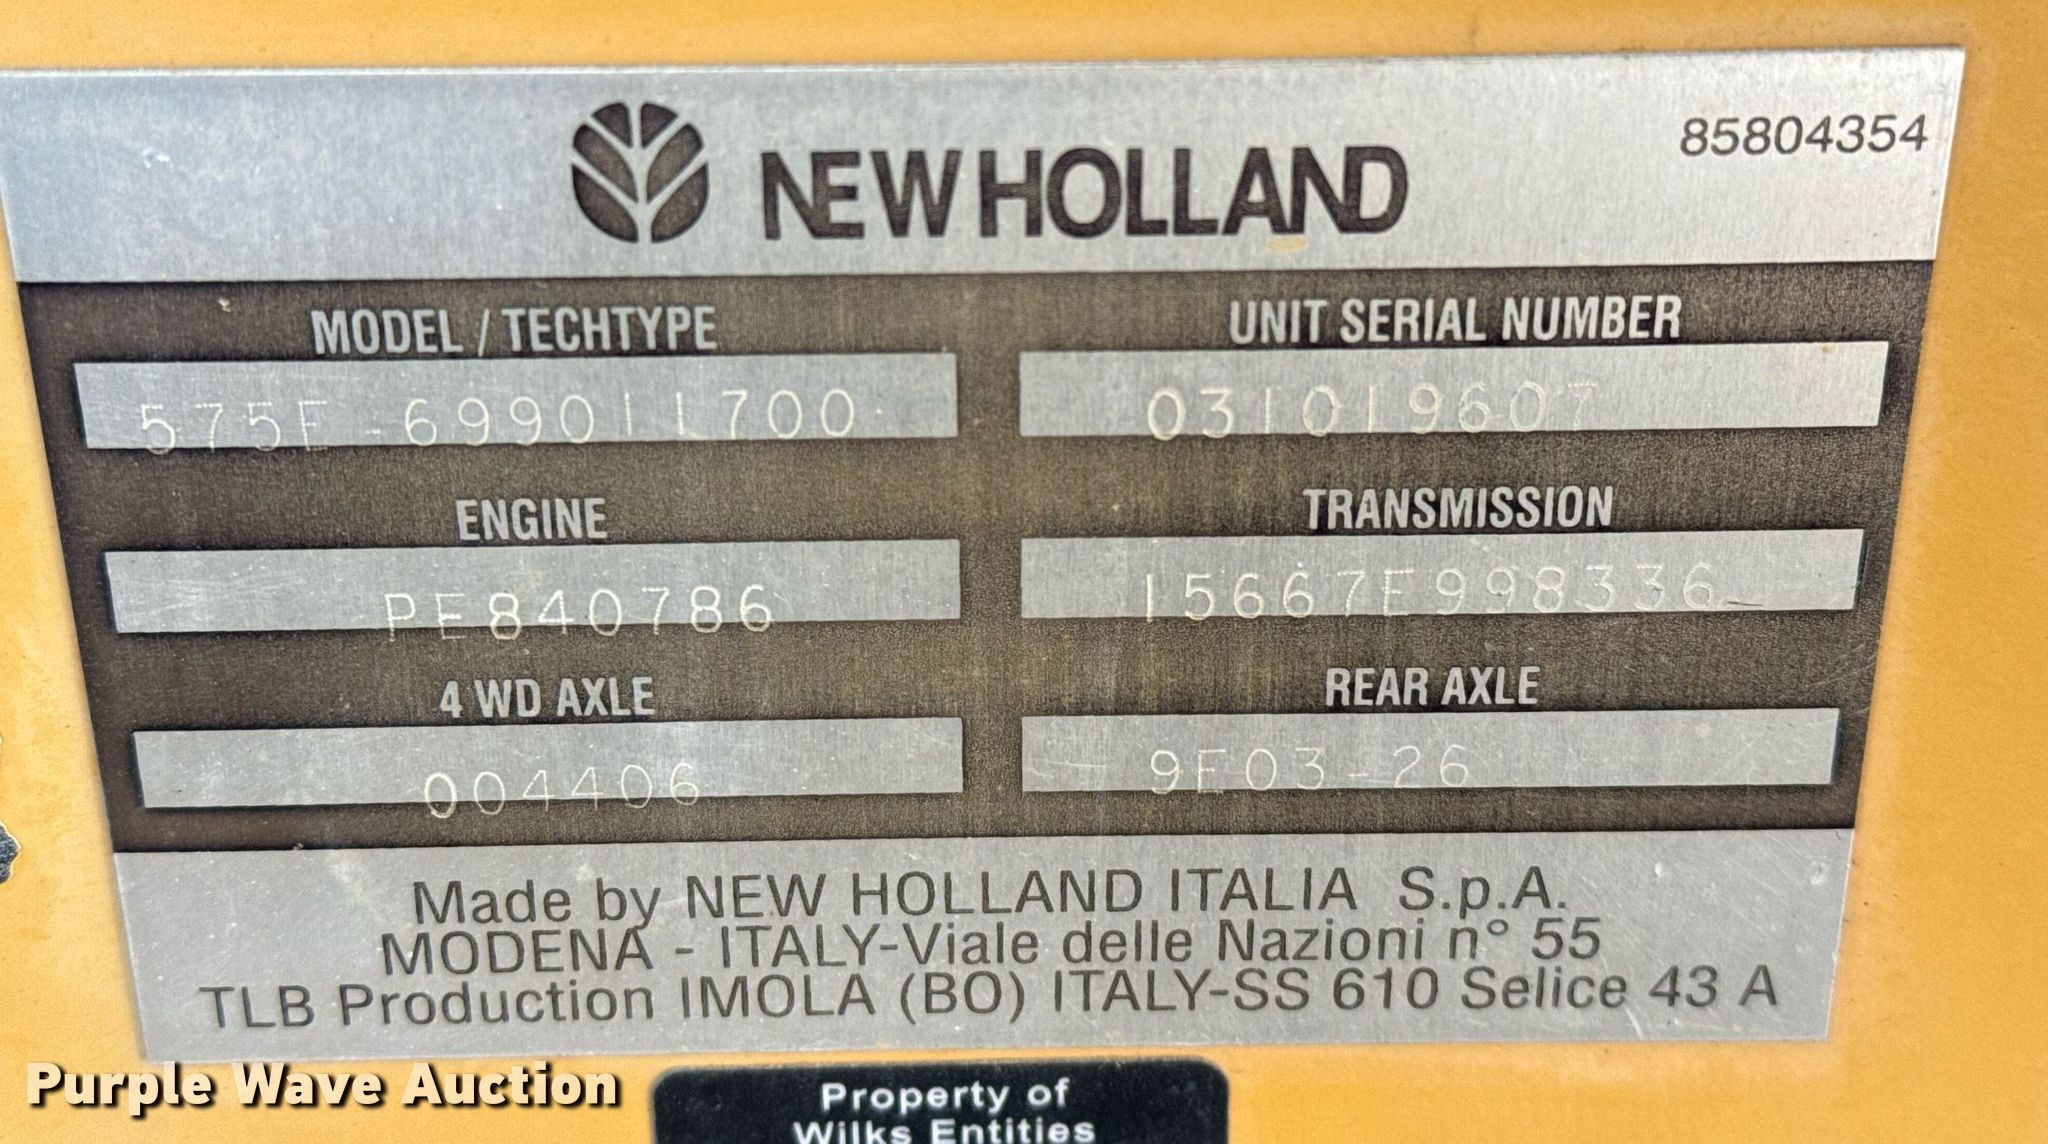 NEW HOLLAND
85804354
MODEL / TECHTYPE
575E-699011700
UNIT SERIAL NUMBER
031019607
ENGINE
PE840786
TRANSMISSION
15667E998336
4 WD AXLE
004406
REAR AXLE
9E03-26
Made by NEW HOLLAND ITALIA S.p.A.
MODENA - ITALY-Viale delle Nazioni n° 55
TLB Production IMOLA (BO) ITALY-SS 610 Selice 43 A
Purple Wave Auction
Property of
Wilks Entities